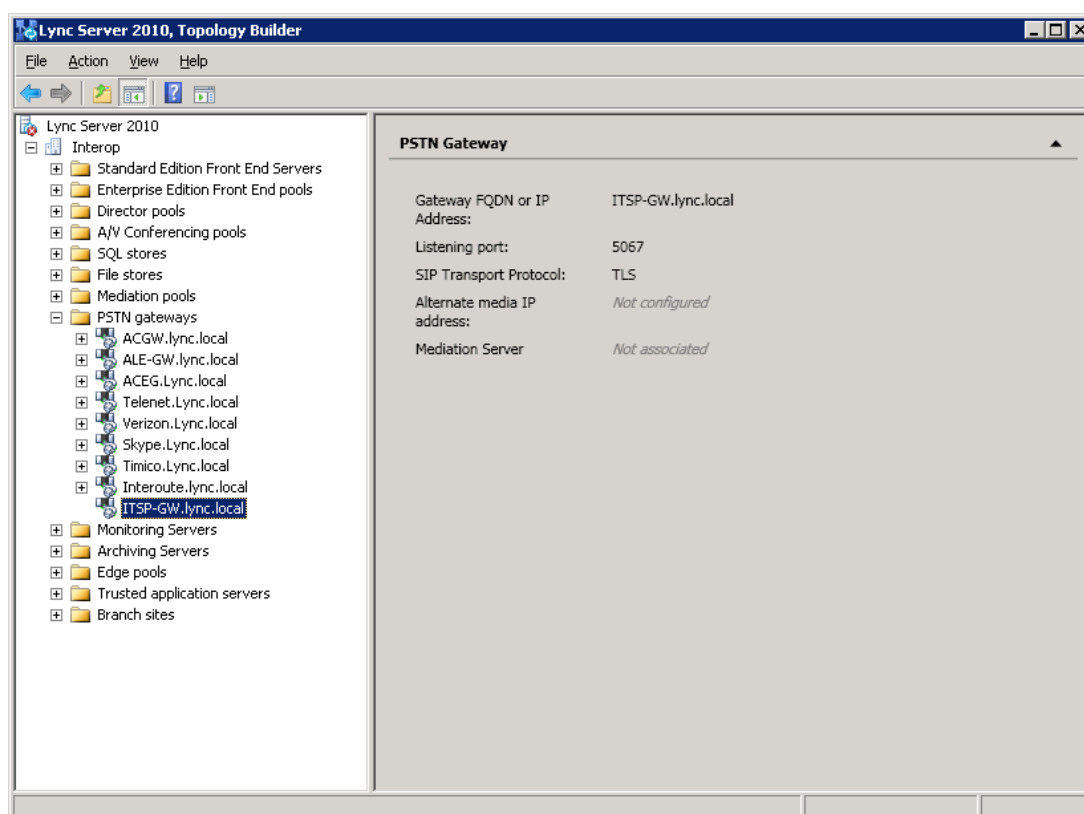 Lync Server 2010, Topology Builder
File Action View Help
Lync Server 2010
Interop
Standard Edition Front End Servers
Enterprise Edition Front End pools
Director pools
A/V Conferencing pools
SQL stores
File stores
Mediation pools
PSTN gateways
ACGW.lync.local
ALE-GW.lync.local
ACEG.Lync.local
Telenet.Lync.local
Verizon.Lync.local
Skype.Lync.local
Timico.Lync.local
Interoute.lync.local
ITSP-GW.lync.local
Monitoring Servers
Archiving Servers
Edge pools
Trusted application servers
Branch sites
PSTN Gateway
Gateway FQDN or IP ITSP-GW.lync.local
Address:
Listening port: 5067
SIP Transport Protocol: TLS
Alternate media IP Not configured
address:
Mediation Server Not associated